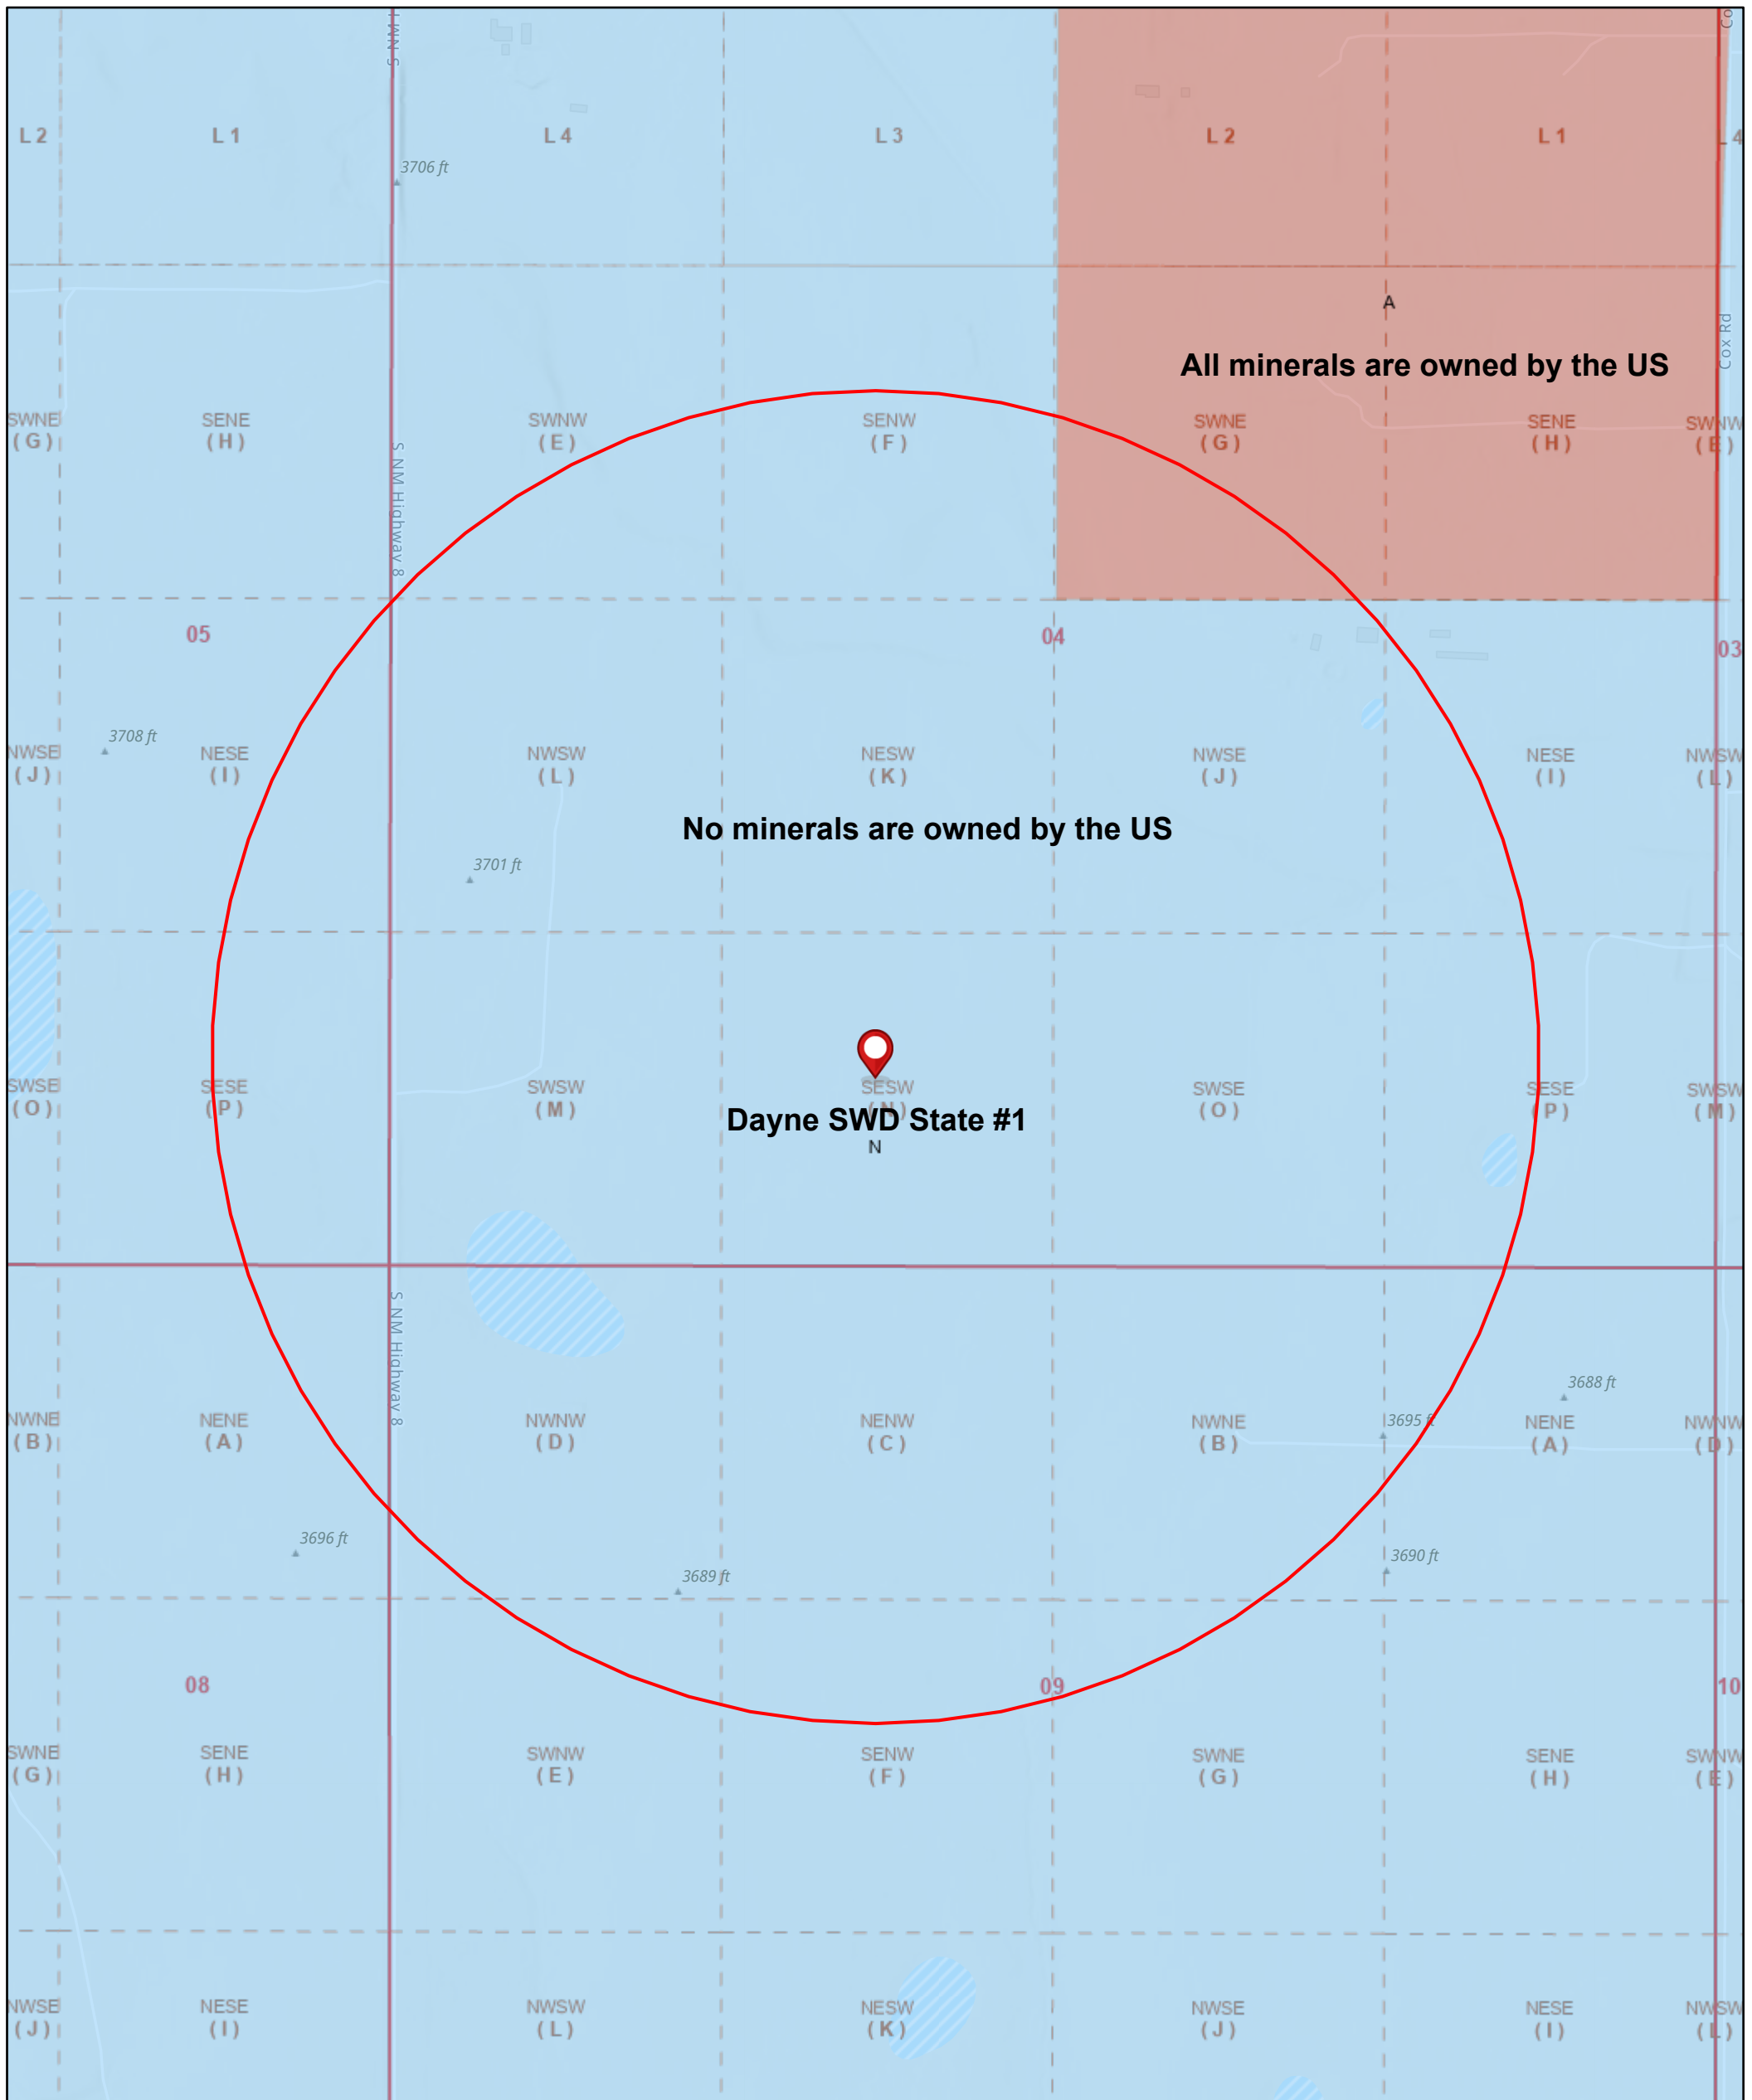 Co
L 2
L 1
L 4
L 3
L 2
L 1
3706 ft
A
Cox Rd
All minerals are owned by the US
SWNE
( G )
SENE
( H )
SWNW
( E )
SENW
( F )
SWNE
( G )
SENE
( H )
SWNW
( E )
S NM Highway 8
05
04
03
3708 ft
NWSE
( J )
NESE
( I )
NWSW
( L )
NESW
( K )
NWSE
( J )
NESE
( I )
NWSW
( L )
No minerals are owned by the US
3701 ft
SWSE
( O )
SESE
( P )
SWSW
( M )
SESW
( N )
SWSE
( O )
SESE
( P )
SWSW
( M )
Dayne SWD State #1
N
S NM Highway 8
3688 ft
3695 ft
NWNE
( B )
NENE
( A )
NWNW
( D )
NENW
( C )
NWNE
( B )
NENE
( A )
NWNW
( D )
3696 ft
3689 ft
3690 ft
08
09
10
SWNE
( G )
SENE
( H )
SWNW
( E )
SENW
( F )
SWNE
( G )
SENE
( H )
SWNW
( E )
NWSE
( J )
NESE
( I )
NWSW
( L )
NESW
( K )
NWSE
( J )
NESE
( I )
NWSW
( L )